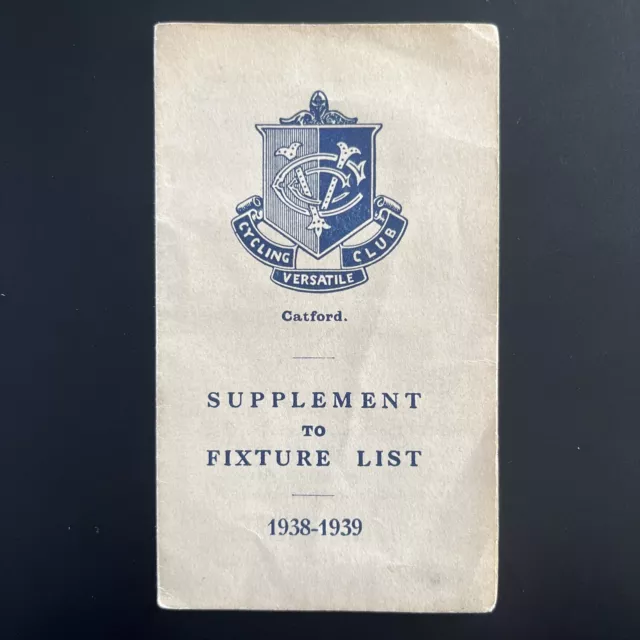 CYCLING
VERSATILE
CLUB
Catford.
SUPPLEMENT
TO
FIXTURE LIST
1938-1939